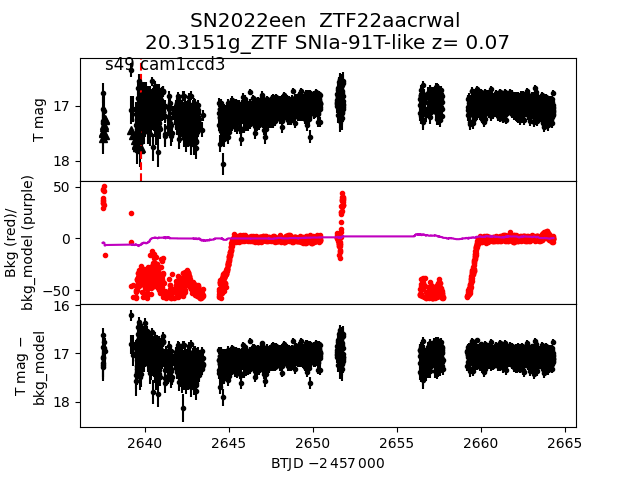 SN2022een ZTF22aacrwal
20.3151g_ZTF SNIa-91T-like z= 0.07
s49 cam1ccd3
T mag
17
18
Bkg (red)/
bkg_model (purple)
50
0
−50
T mag −
bkg_model
16
17
18
2640 2645 2650 2655 2660 2665
BTJD −2 457 000